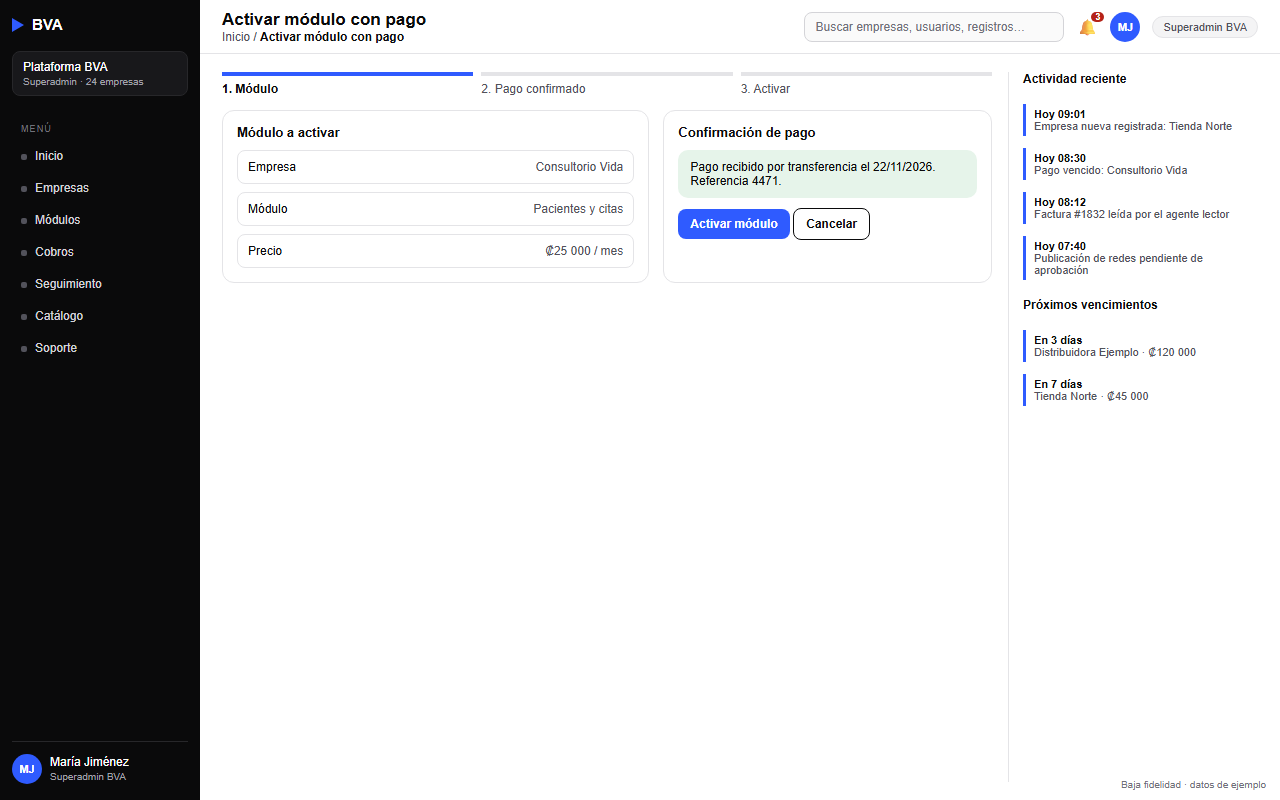 BVA
Plataforma BVA
Superadmin · 24 empresas
MENÚ
Inicio
Empresas
Módulos
Cobros
Seguimiento
Catálogo
Soporte
MJ
María Jiménez
Superadmin BVA
Activar módulo con pago
Inicio / Activar módulo con pago
Buscar empresas, usuarios, registros…
3
MJ
Superadmin BVA
1. Módulo
2. Pago confirmado
3. Activar
Módulo a activar
Empresa Consultorio Vida
Módulo Pacientes y citas
Precio ₡25 000 / mes
Confirmación de pago
Pago recibido por transferencia el 22/11/2026.
Referencia 4471.
Activar módulo
Cancelar
Actividad reciente
Hoy 09:01
Empresa nueva registrada: Tienda Norte
Hoy 08:30
Pago vencido: Consultorio Vida
Hoy 08:12
Factura #1832 leída por el agente lector
Hoy 07:40
Publicación de redes pendiente de
aprobación
Próximos vencimientos
En 3 días
Distribuidora Ejemplo · ₡120 000
En 7 días
Tienda Norte · ₡45 000
Baja fidelidad · datos de ejemplo